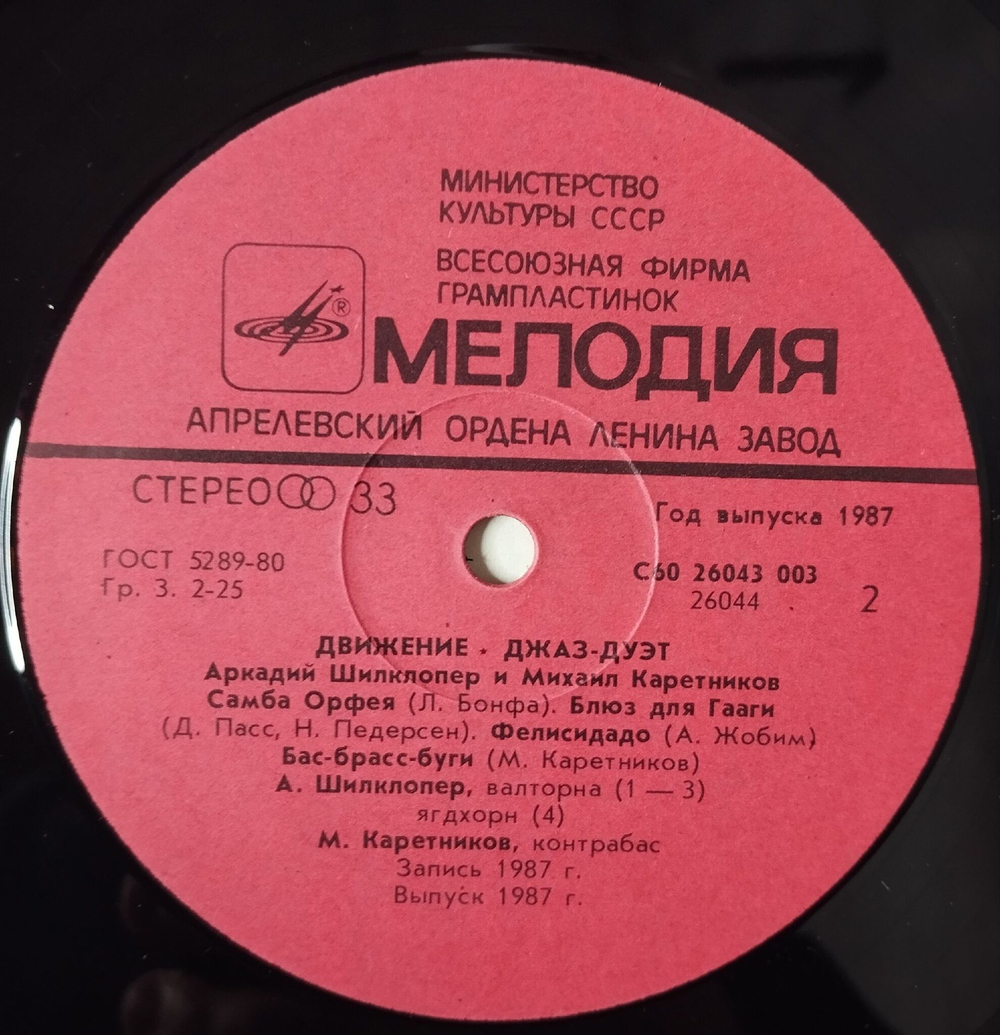 МИНИСТЕРСТВО
КУЛЬТУРЫ СССР
ВСЕСОЮЗНАЯ ФИРМА
ГРАМПЛАСТИНОК
®
МЕЛОДИЯ
АПРЕЛЕВСКИЙ ОРДЕНА ЛЕНИНА ЗАВОД
СТЕРЕО 33
Год выпуска 1987
ГОСТ 5289-80
Гр. 3. 2-25
С60 26043 003
26044
2
ДВИЖЕНИЕ • ДЖАЗ-ДУЭТ
Аркадий Шилклопер и Михаил Каретников
Самба Орфея (Л. Бонфа). Блюз для Гааги
(Д. Пасс, Н. Педерсен). Фелисидадо (А. Жобим)
Бас-брасс-буги (М. Каретников)
А. Шилклопер, валторна (1 — 3)
ягдхорн (4)
М. Каретников, контрабас
Запись 1987 г.
Выпуск 1987 г.